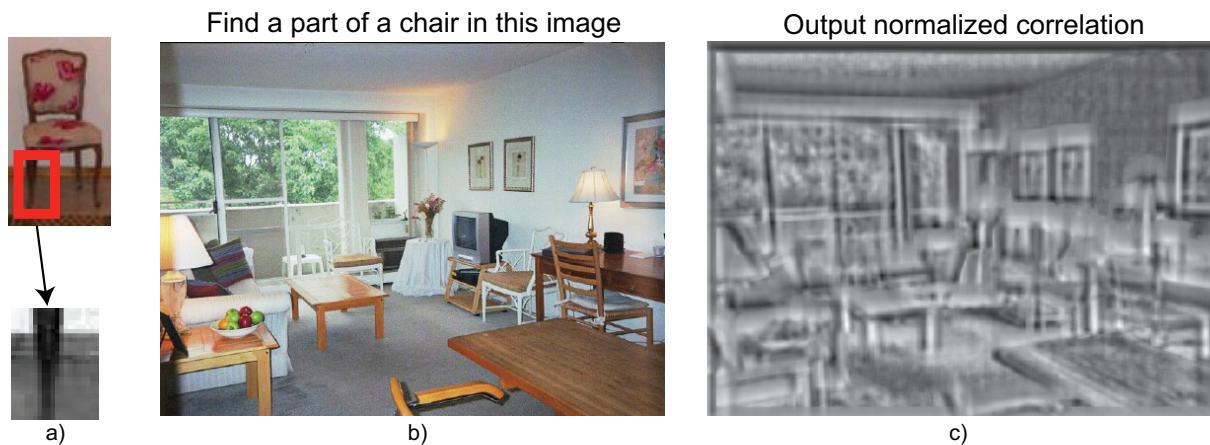 Find a part of a chair in this image
Output normalized correlation
a)
b)
c)